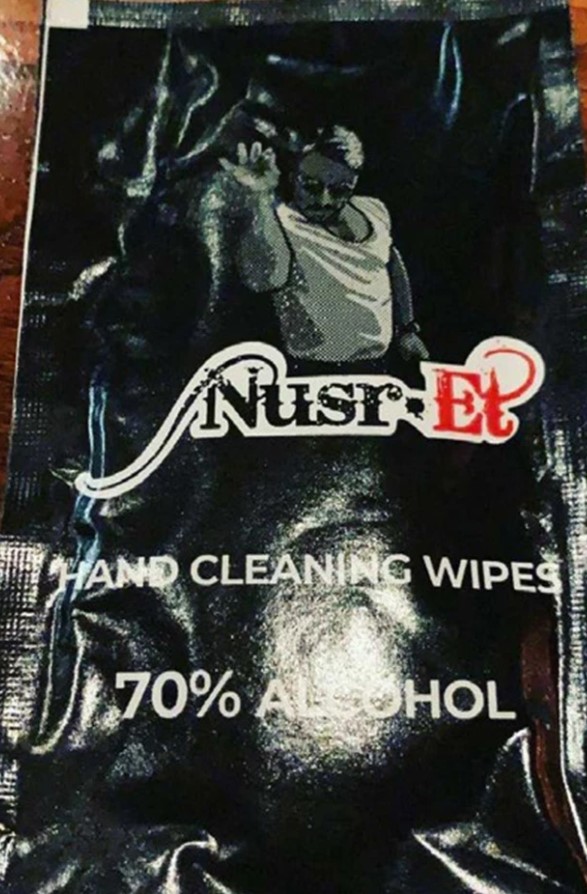 Nusr·Et
HAND CLEANING WIPES
70% ALCOHOL